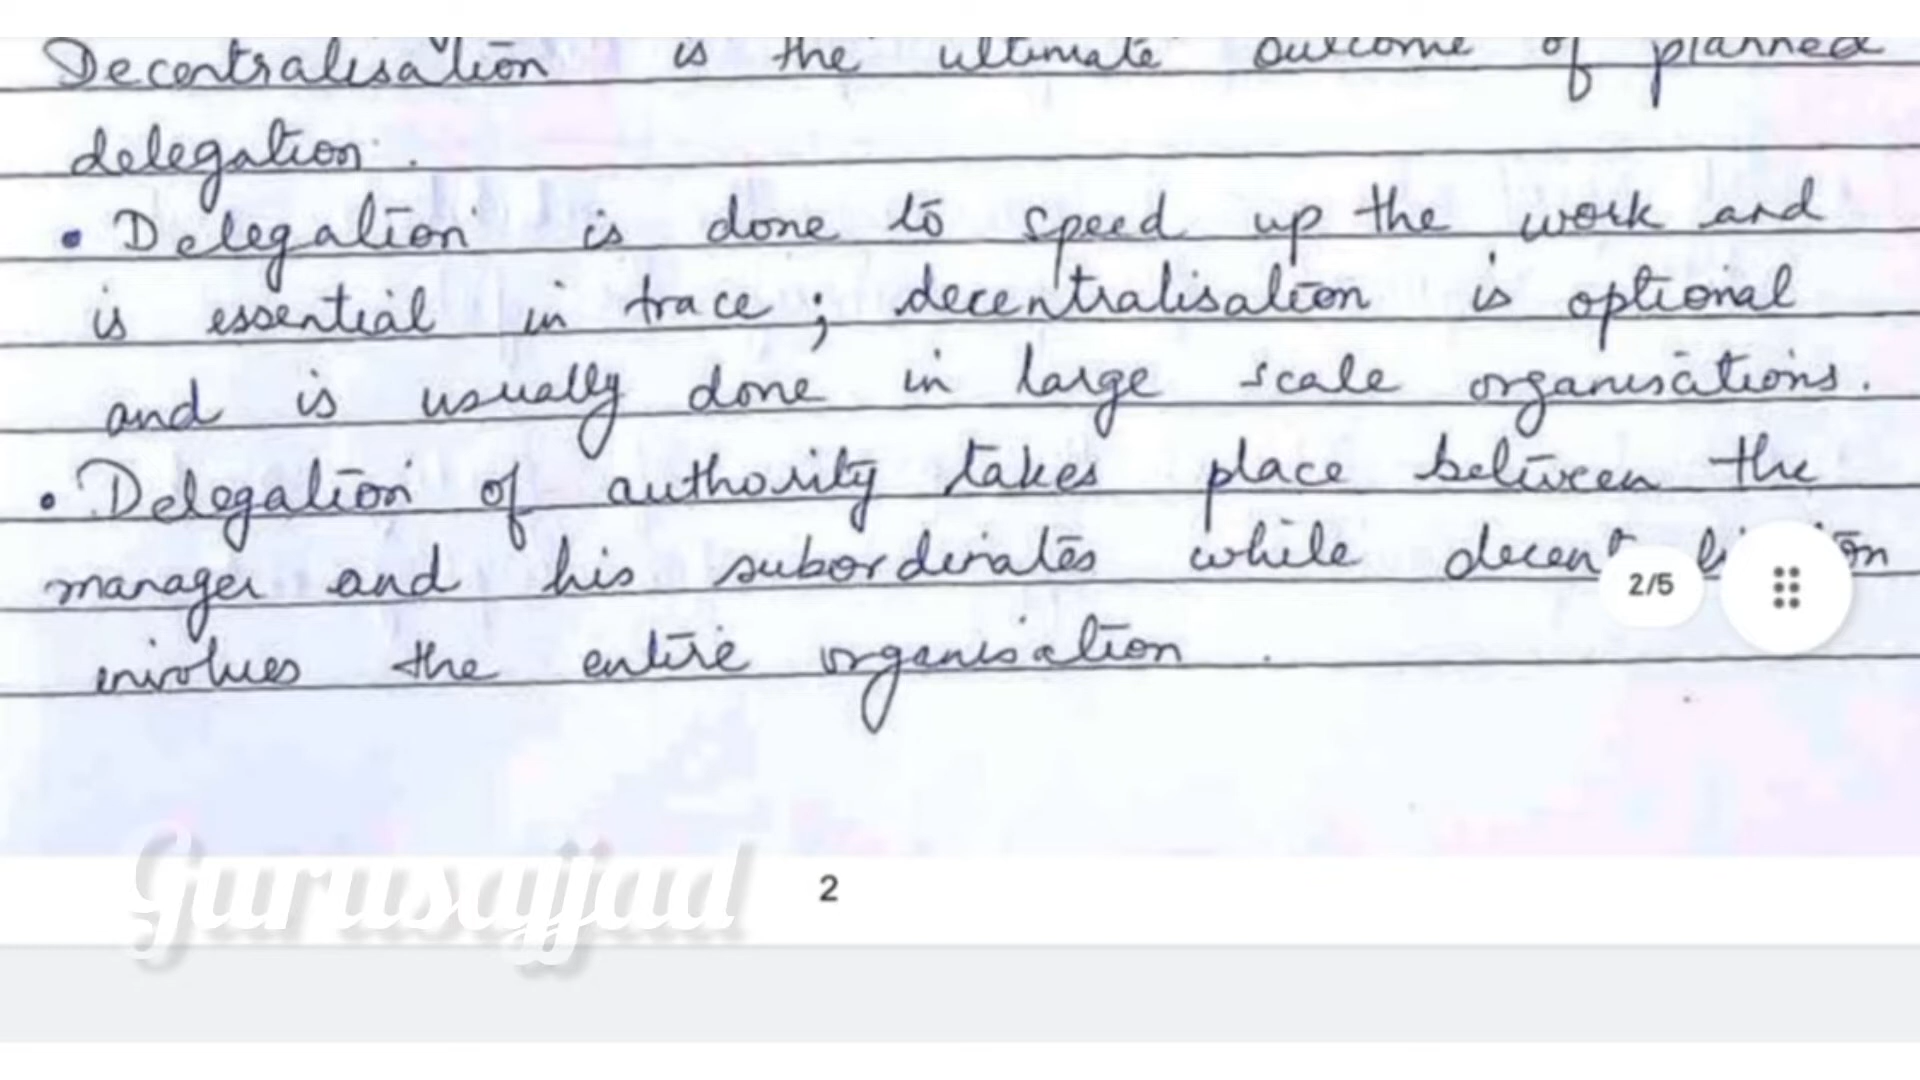 Decentralisation is the ultimate outcome of planned
delegation.
• Delegation is done to speed up the work and
is essential in trace; decentralisation is optional
and is usually done in large scale organisations.
• Delegation of authority takes place between the
manager and his subordinates while
involves the entire organisation.
2/5
Gurusajjad
2